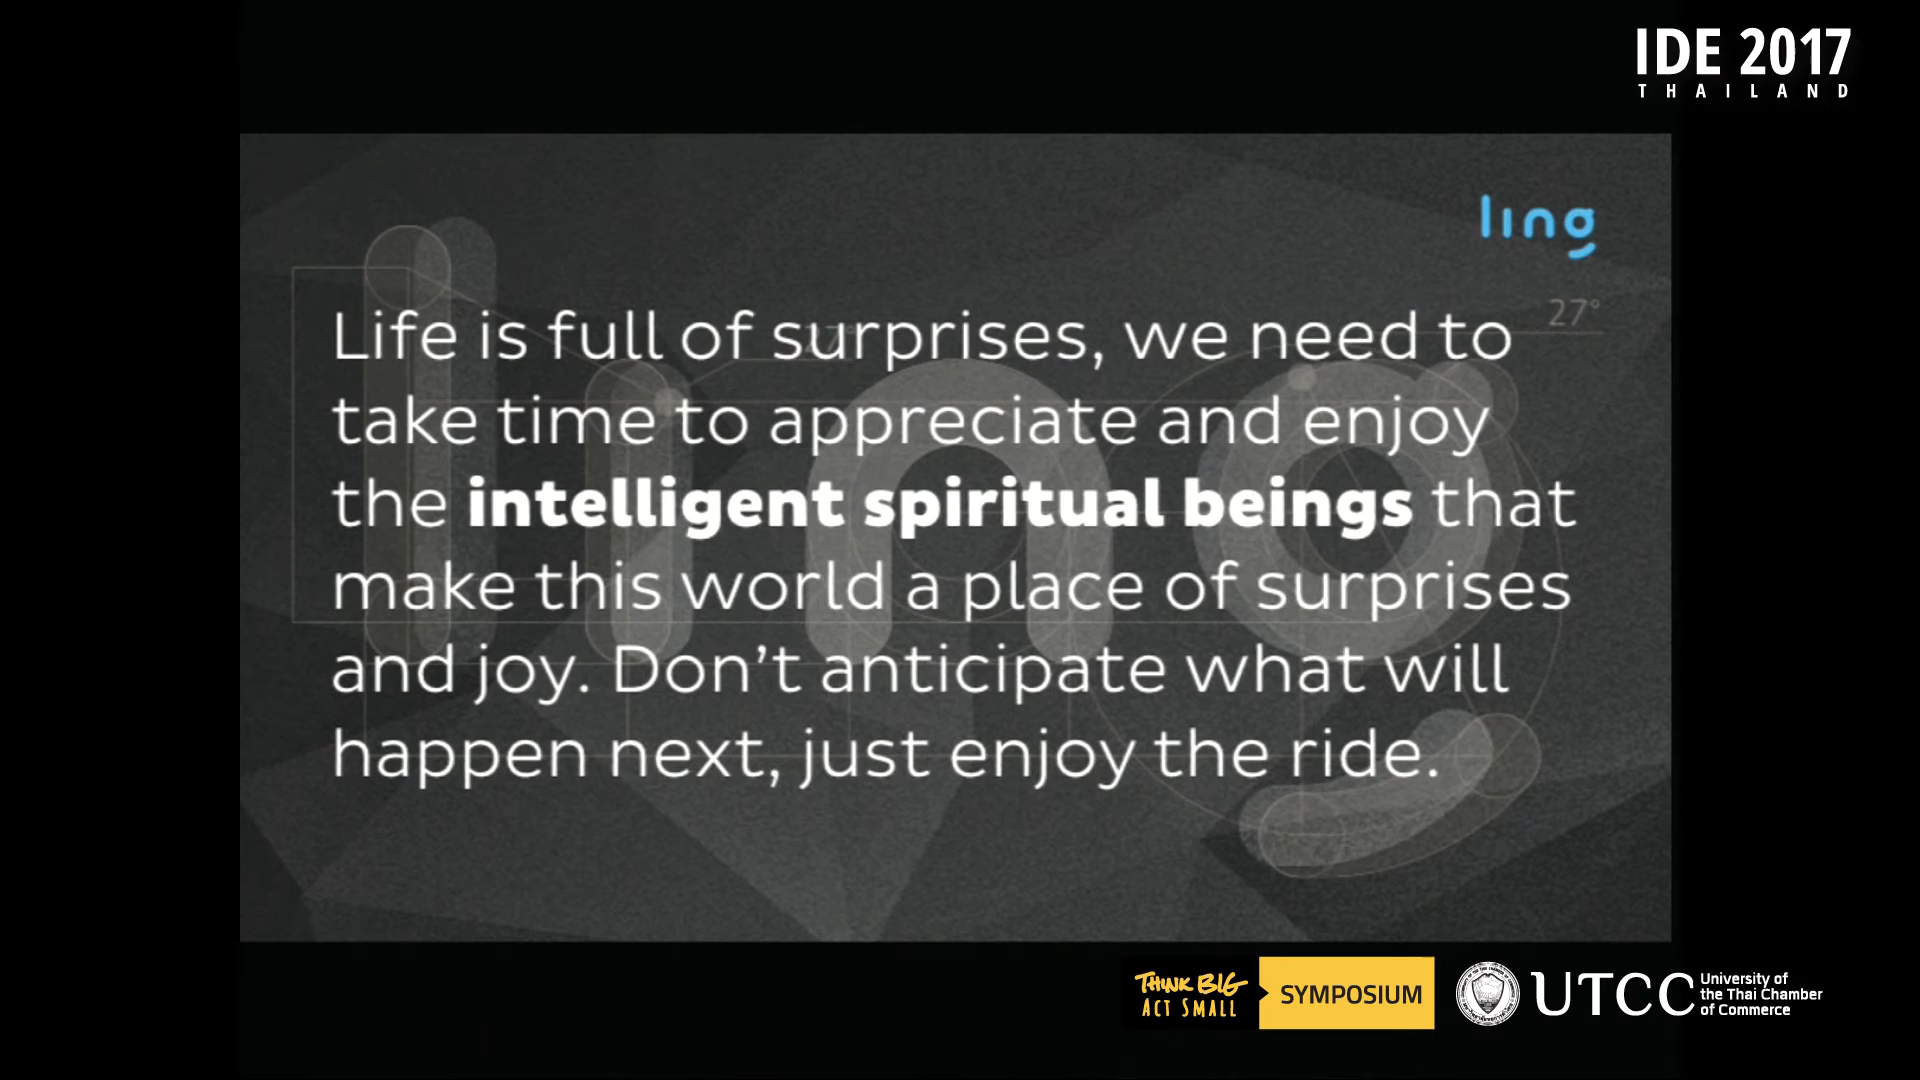 IDE 2017
THAILAND
ling
27°
Life is full of surprises, we need to
take time to appreciate and enjoy
the intelligent spiritual beings that
make this world a place of surprises
and joy. Don't anticipate what will
happen next, just enjoy the ride.
THINK BIG
ACT SMALL
SYMPOSIUM
UTCC
University of
the Thai Chamber
of Commerce